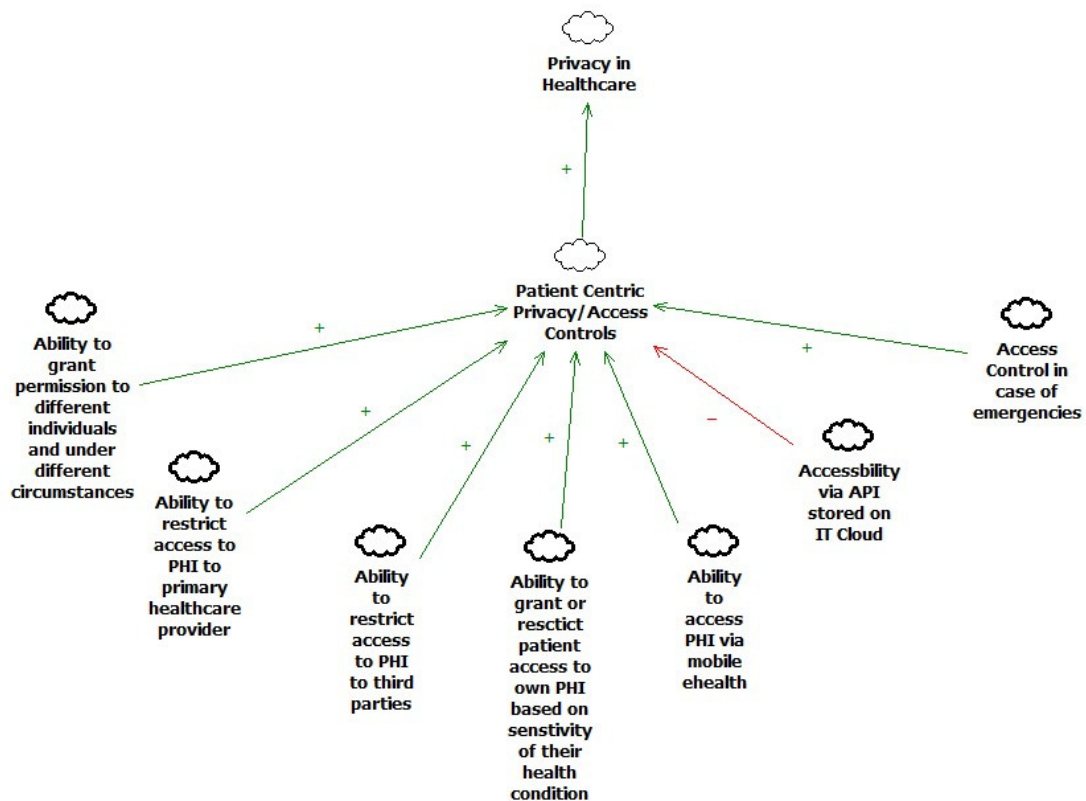 Privacy in
Healthcare
+
Patient Centric
Privacy/Access
Controls
+
+
+
+
+
−
+
Ability to
grant
permission to
different
individuals
and under
different
circumstances
Ability to
restrict
access to
PHI to
primary
healthcare
provider
Ability
to
restrict
access
to PHI
to third
parties
Ability to
grant or
resctict
patient
access to
own PHI
based on
senstivity
of their
health
condition
Ability
to
access
PHI via
mobile
ehealth
Accessbility
via API
stored on
IT Cloud
Access
Control in
case of
emergencies